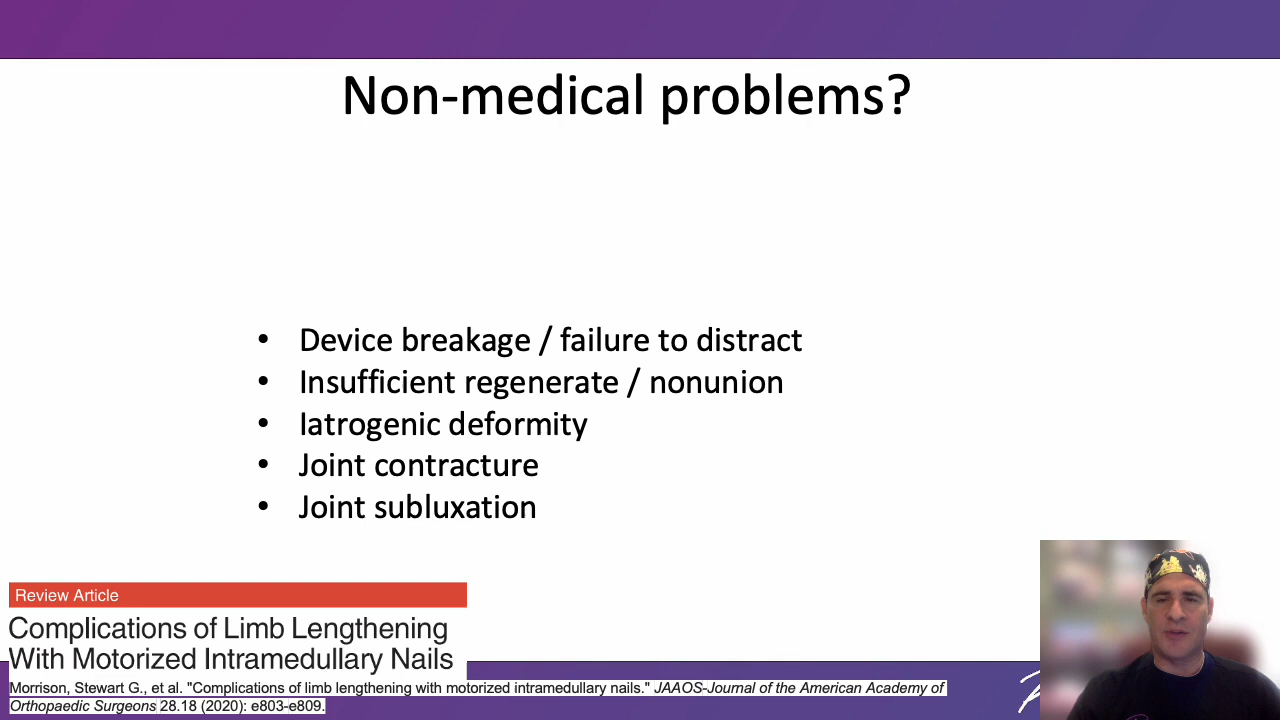 Non-medical problems?
• Device breakage / failure to distract
• Insufficient regenerate / nonunion
• Iatrogenic deformity
• Joint contracture
• Joint subluxation
Review Article
Complications of Limb Lengthening
With Motorized Intramedullary Nails
Morrison, Stewart G., et al. "Complications of limb lengthening with motorized intramedullary nails." JAAOS-Journal of the American Academy of
Orthopaedic Surgeons 28.18 (2020): e803-e809.